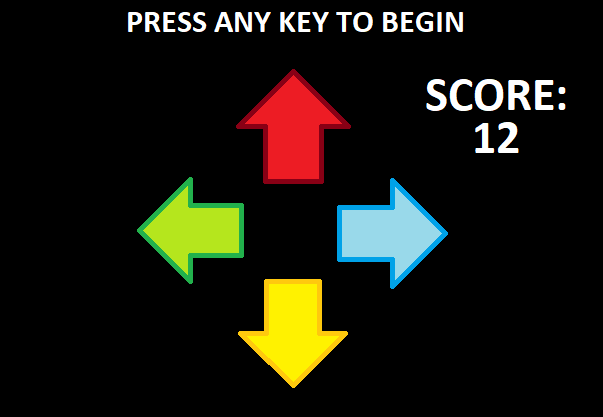 PRESS ANY KEY TO BEGIN
SCORE:
12